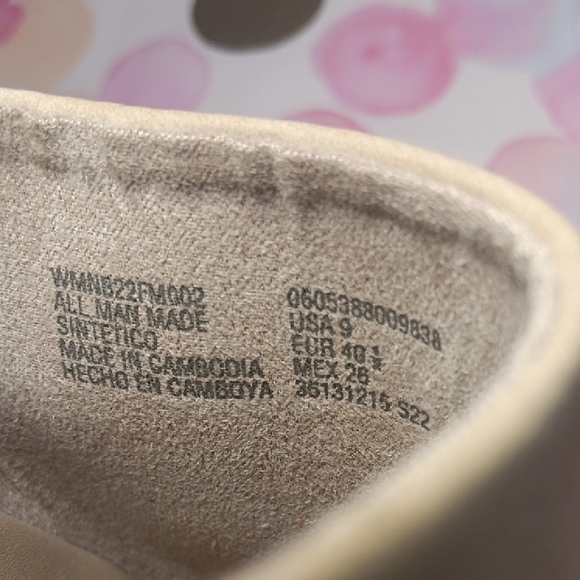 WMN622FM002
ALL MAN MADE
SINTETICO
MADE IN CAMBODIA
HECHO EN CAMBOYA
0605388009838
USA 9
EUR 40 ½
MEX 26
36131215 S22